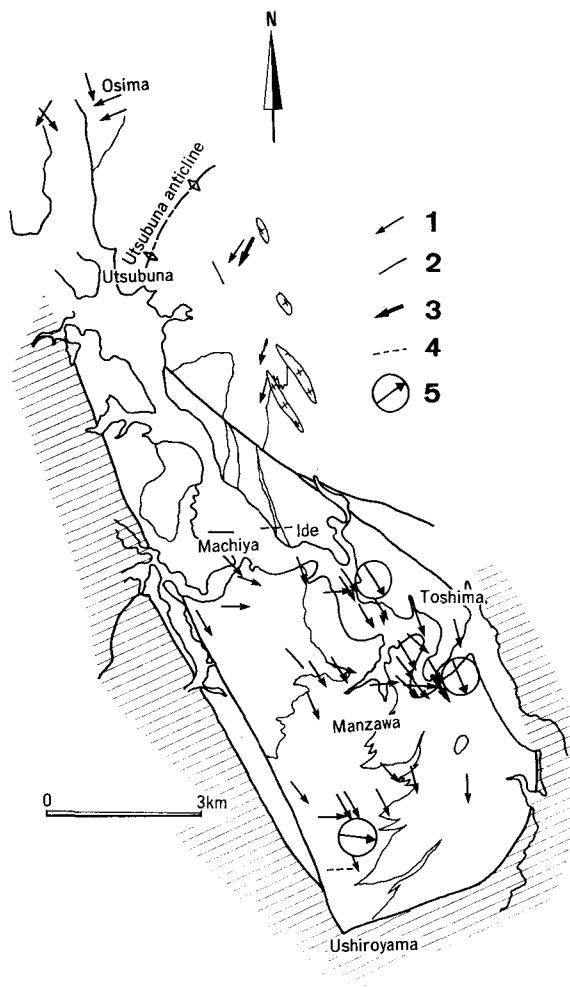 N
Osima
Utsubuna anticline
Utsubuna
1
2
3
4
5
Ide
Machiya
Toshima
Manzawa
0 3km
Ushiroyama